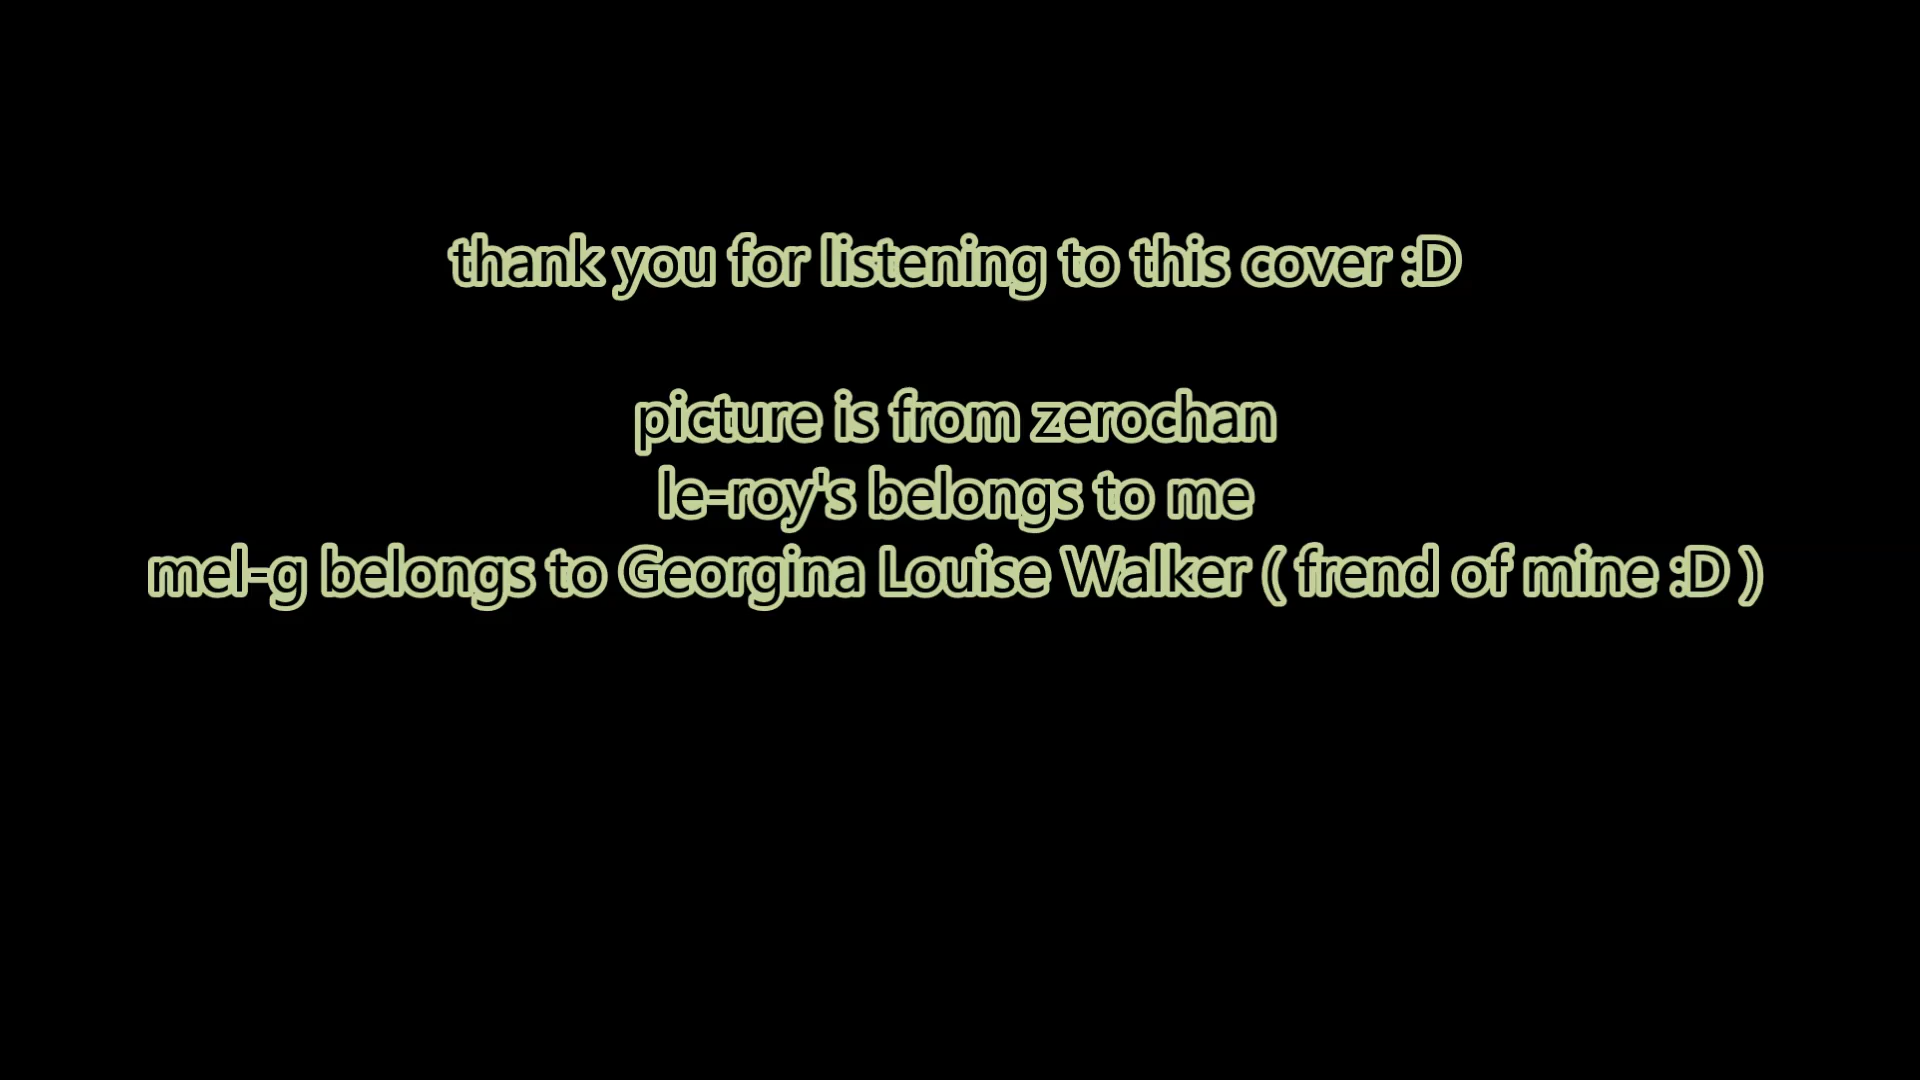 thank you for listening to this cover :D
picture is from zerochan
le-roy's belongs to me
mel-g belongs to Georgina Louise Walker ( frend of mine :D )